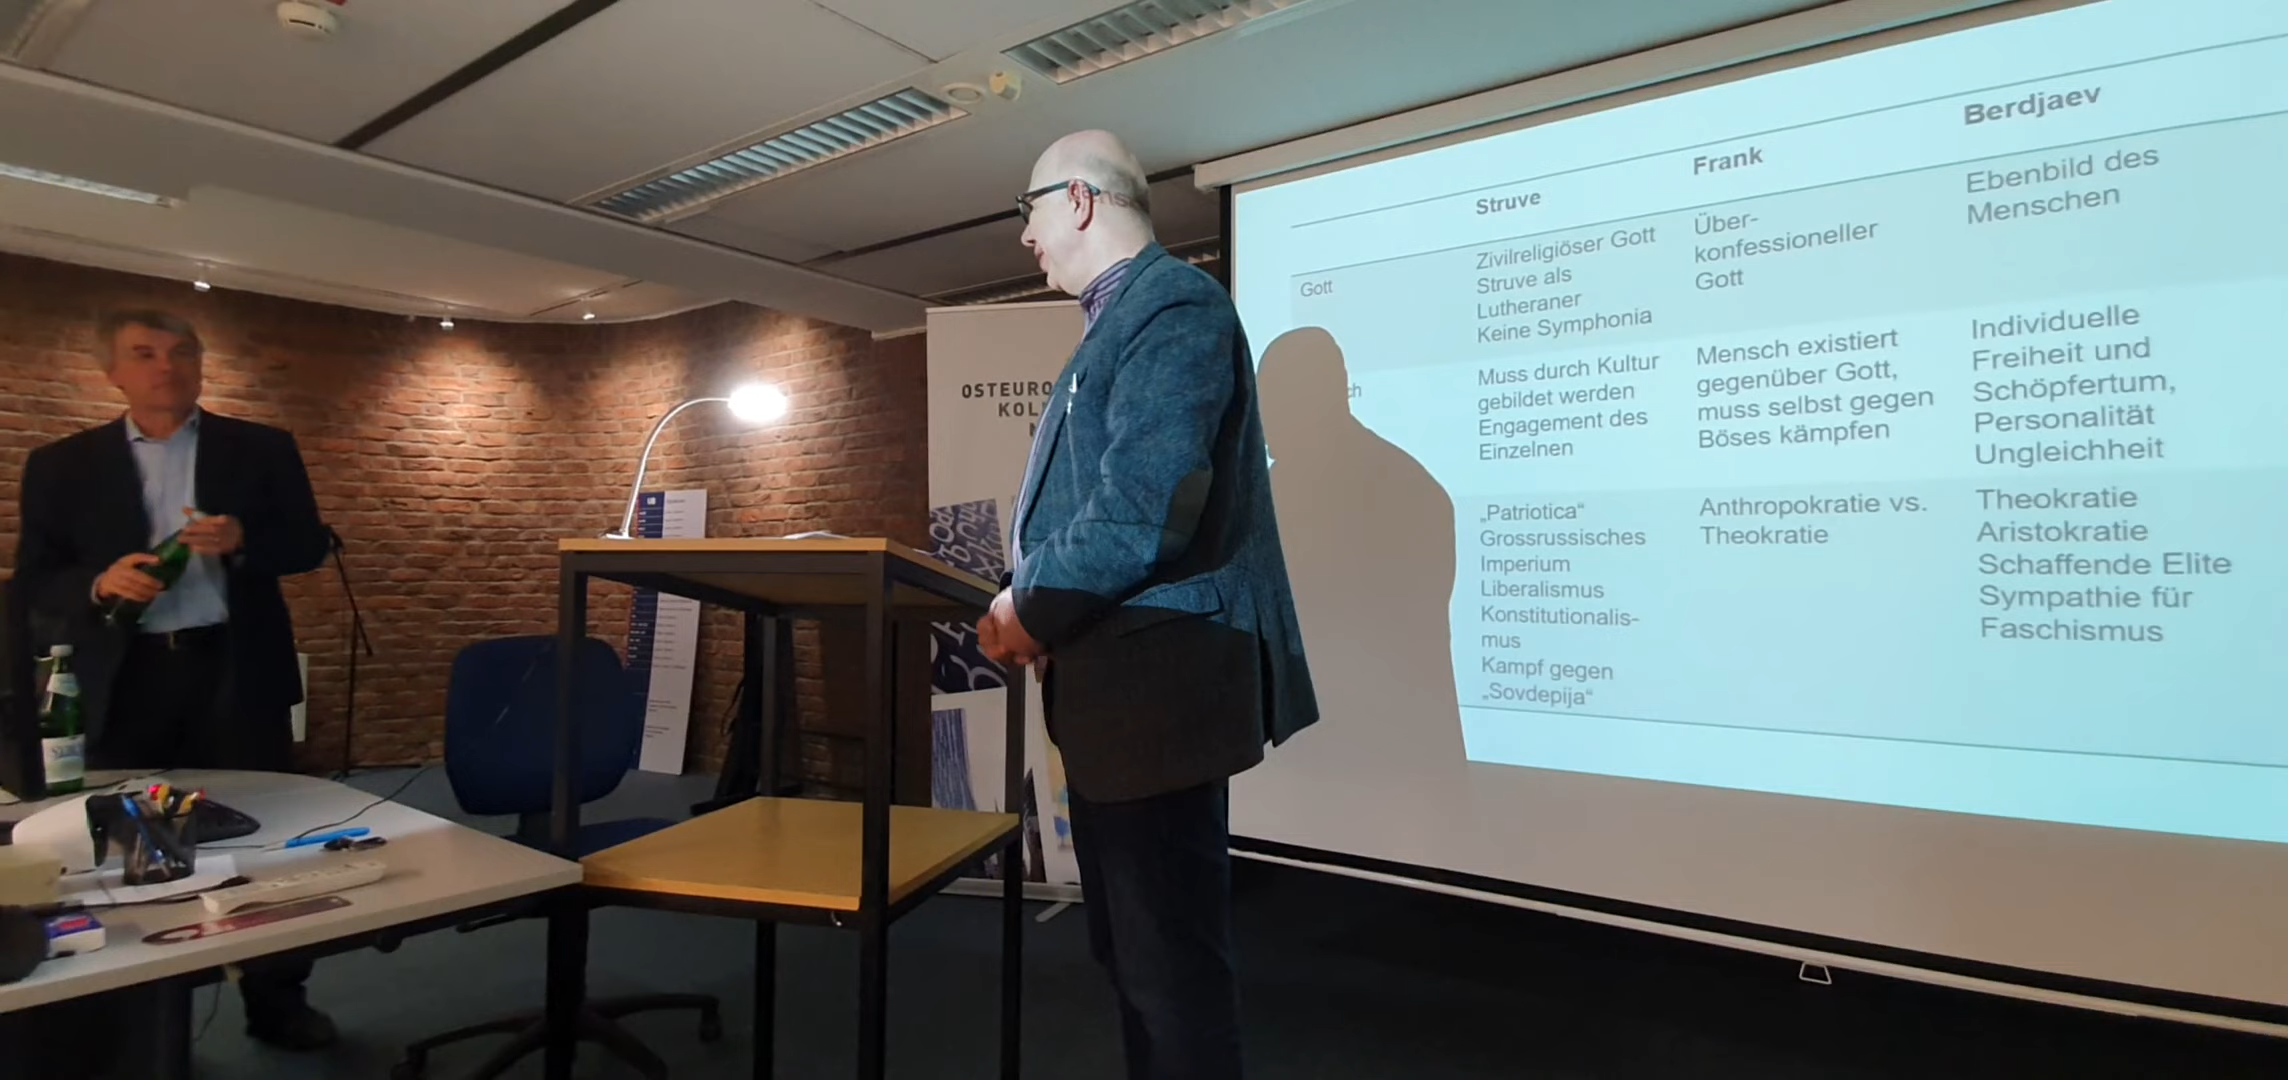 Struve
Frank
Berdjaev
Gott
Zivilreligiöser Gott
Struve als
Lutheraner
Keine Symphonia
Über-
konfessioneller
Gott
Ebenbild des
Menschen
ch
Muss durch Kultur
gebildet werden
Engagement des
Einzelnen
Mensch existiert
gegenüber Gott,
muss selbst gegen
Böses kämpfen
Individuelle
Freiheit und
Schöpfertum,
Personalität
Ungleichheit
„Patriotica“
Grossrussisches
Imperium
Liberalismus
Konstitutionalis-
mus
Kampf gegen
„Sovdepija“
Anthropokratie vs.
Theokratie
Theokratie
Aristokratie
Schaffende Elite
Sympathie für
Faschismus
OSTEURO
KOL